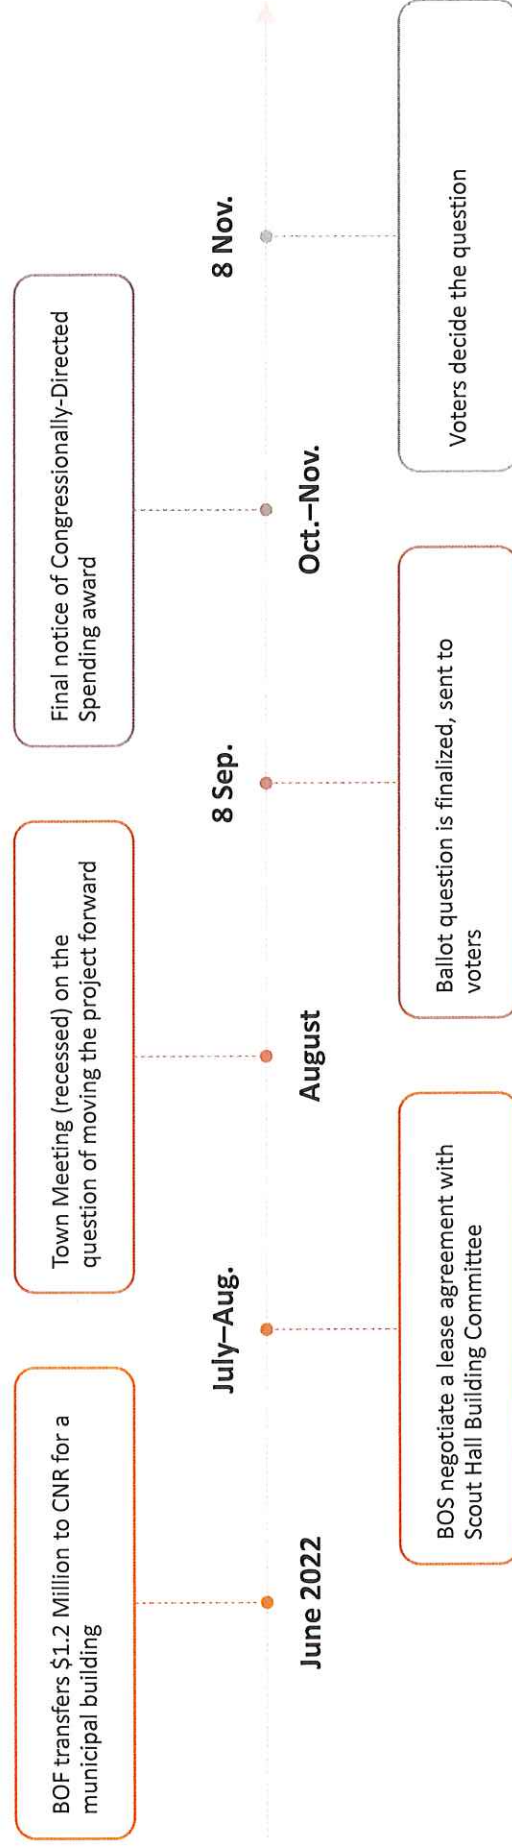 BOF transfers $1.2 Million to CNR for a
municipal building
June 2022
July–Aug.
BOS negotiate a lease agreement with
Scout Hall Building Committee
Town Meeting (recessed) on the
question of moving the project forward
August
8 Sep.
Ballot question is finalized, sent to
voters
Final notice of Congressionally-Directed
Spending award
Oct.–Nov.
8 Nov.
Voters decide the question